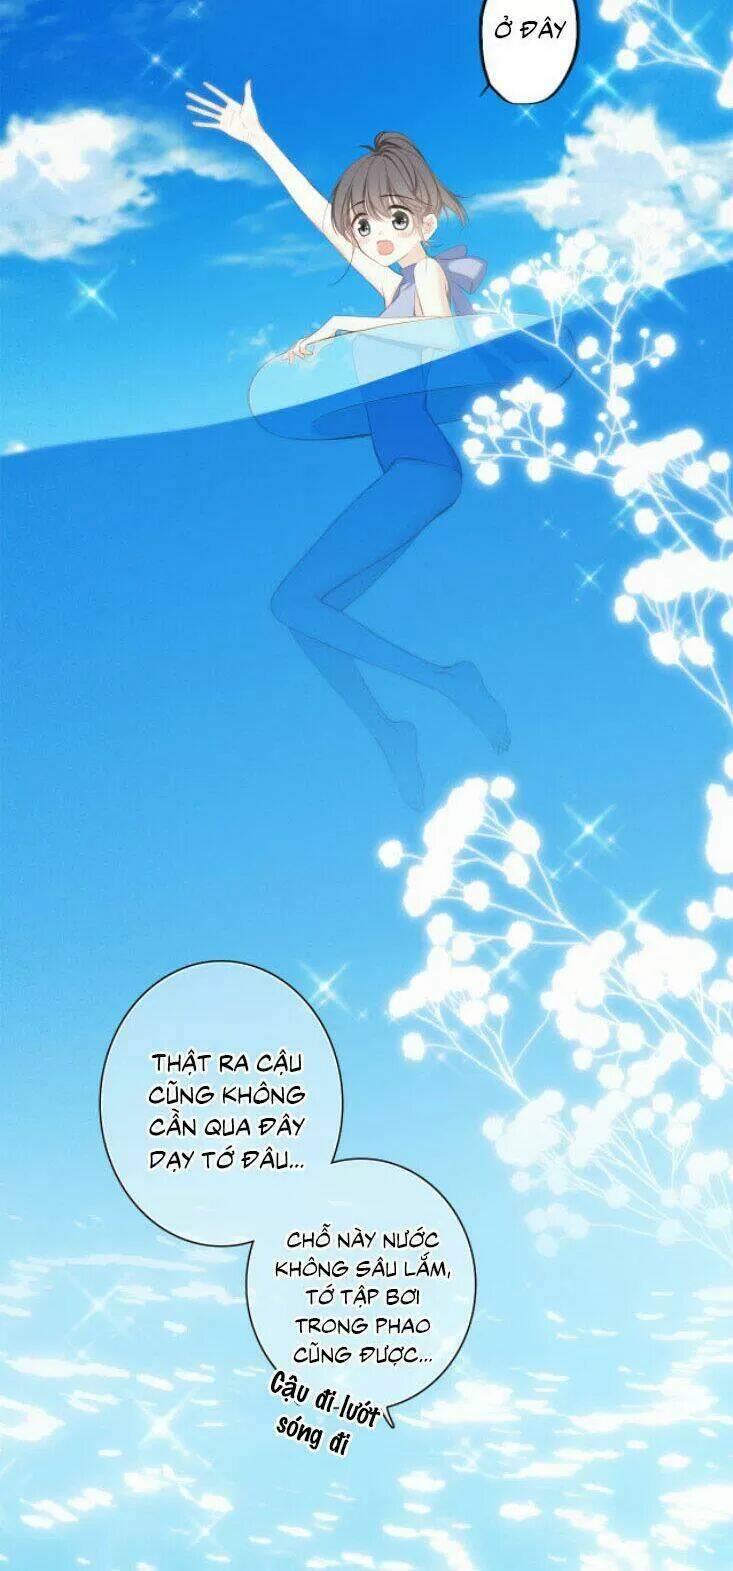 Ở ĐÂY
THẬT RA CẬU
CŨNG KHÔNG
CẦN QUA ĐÂY
DẠY TỚ ĐÂU...
CHỖ NÀY NƯỚC
KHÔNG SÂU LẮM,
TỚ TẬP BƠI
TRONG PHAO
CŨNG ĐƯỢC...
Cậu đi lướt
sóng đi